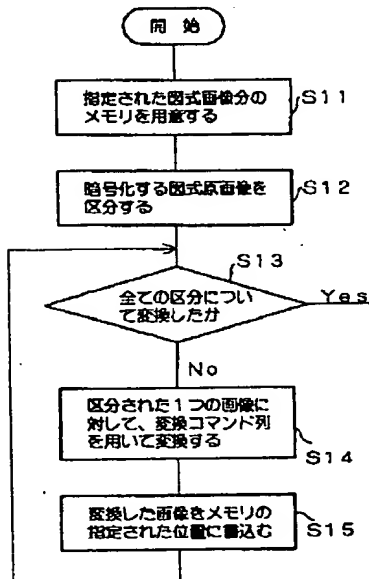 開始
指定された図式画像分の
メモリを用意する
S11
暗号化する図式原画像を
区分する
S12
S13
全ての区分につい
て変換したか
Yes
No
区分された1つの画像に
対して、変換コマンド列
を用いて変換する
S14
変換した画像をメモリの
指定された位置に書込む
S15